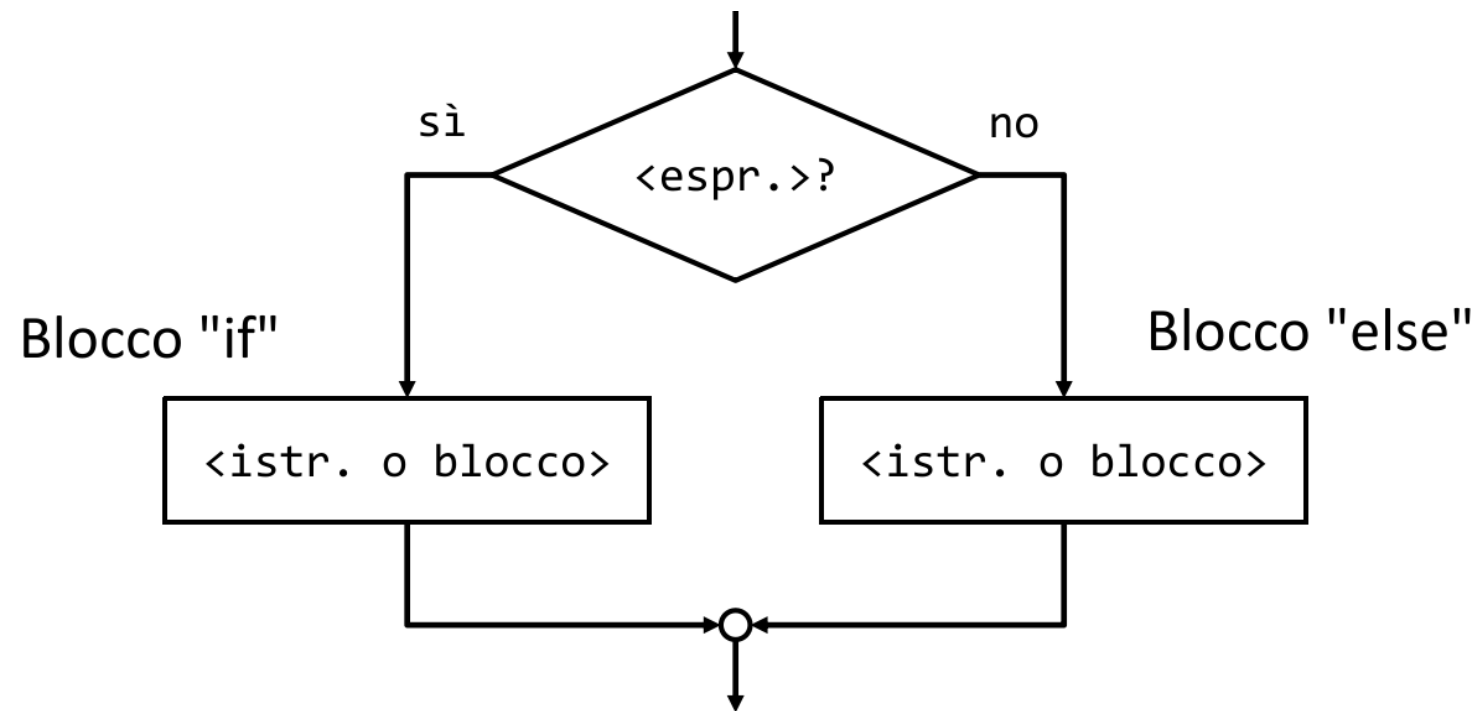 sì
no
<espr.>?
Blocco "if"
Blocco "else"
<istr. o blocco>
<istr. o blocco>